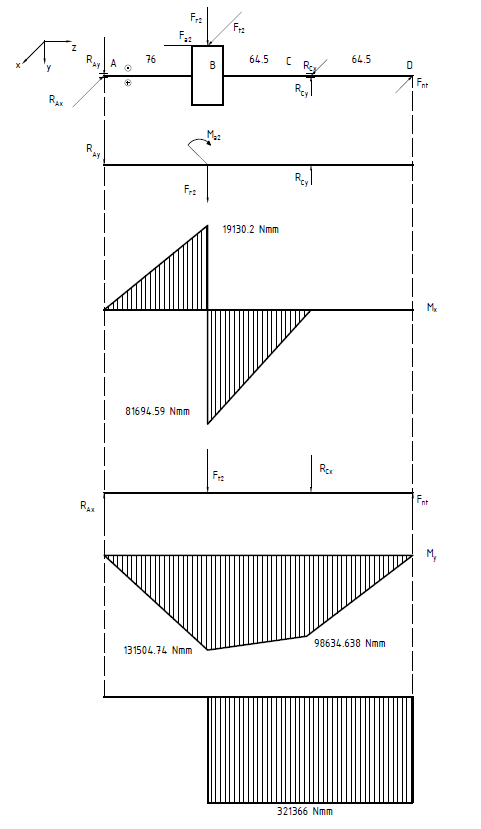 Fr2
Ft2
Fa2
z
x
y
RAy
A
76
B
64.5
C
RCx
64.5
D
RCy
Fnt
RAx
Ma2
RAy
RCy
Fr2
19130.2 Nmm
Mx
81694.59 Nmm
Ft2
RCx
RAx
Fnt
My
131504.74 Nmm
98634.638 Nmm
321366 Nmm